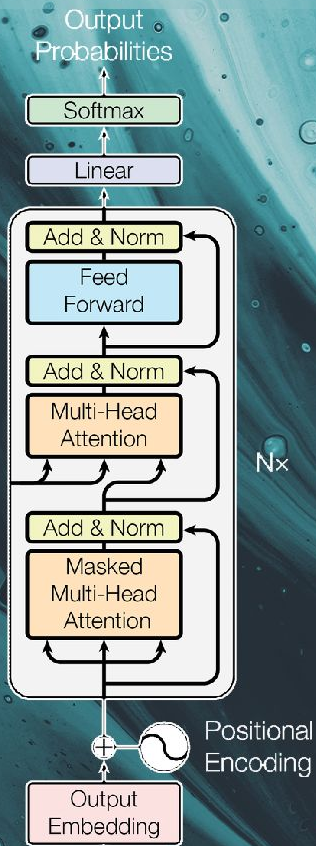 Output
Probabilities
Softmax
Linear
Add & Norm
Feed
Forward
Add & Norm
Multi-Head
Attention
N×
Add & Norm
Masked
Multi-Head
Attention
Positional
Encoding
Output
Embedding